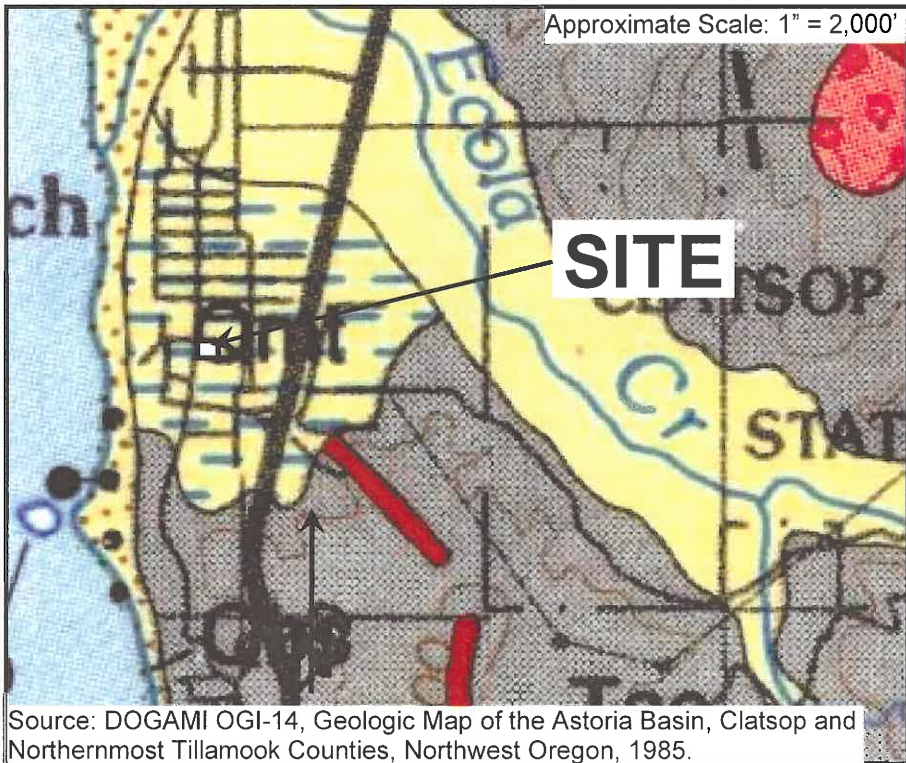 Approximate Scale: 1” = 2,000’
Ecola
ch
SITE
CLATSOP
Cr
STAT
Source: DOGAMI OGI-14, Geologic Map of the Astoria Basin, Clatsop and
Northernmost Tillamook Counties, Northwest Oregon, 1985.